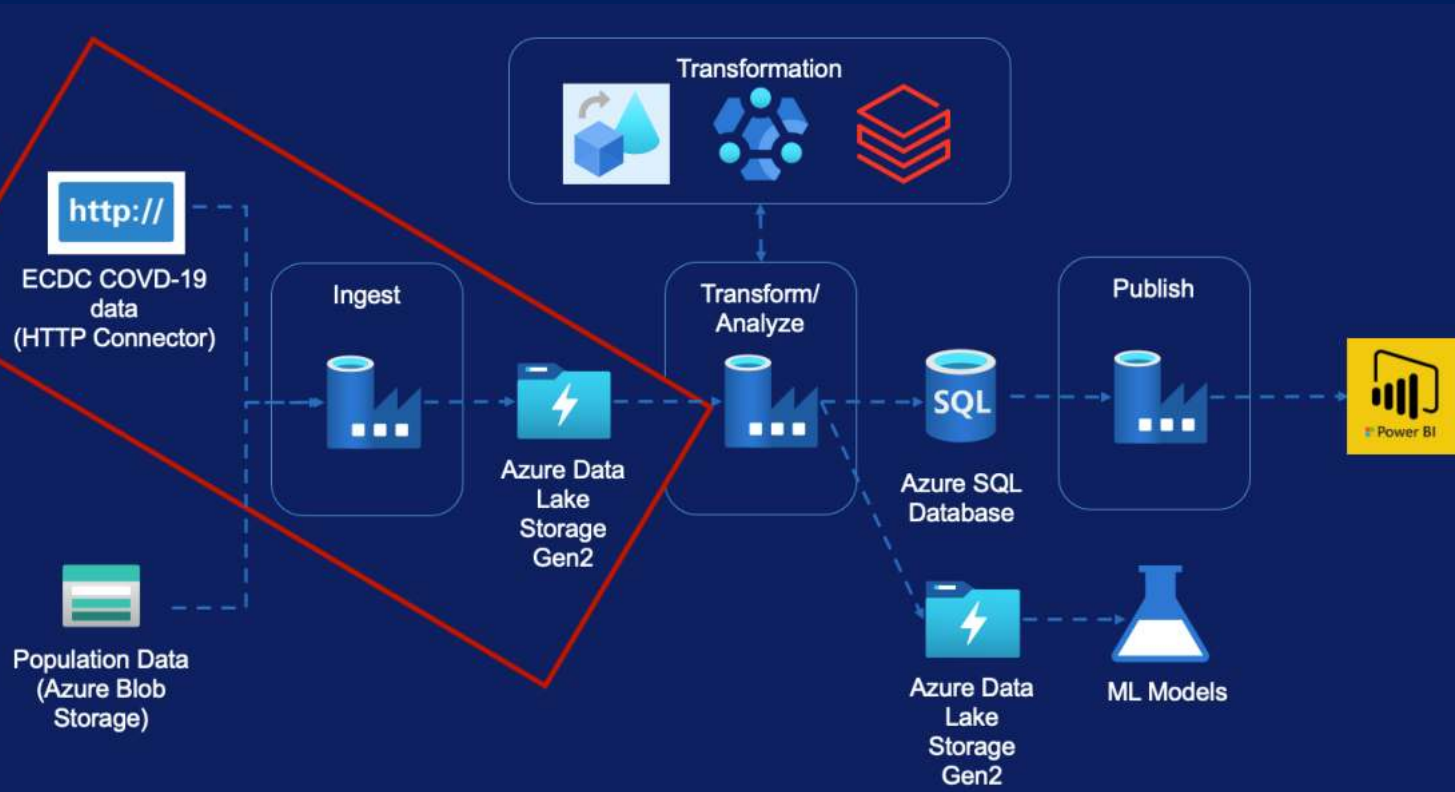 Transformation
http://
ECDC COVD-19
data
(HTTP Connector)
Ingest
Azure Data
Lake
Storage
Gen2
Transform/
Analyze
SQL
Azure SQL
Database
Publish
Power BI
Population Data
(Azure Blob
Storage)
Azure Data
Lake
Storage
Gen2
ML Models